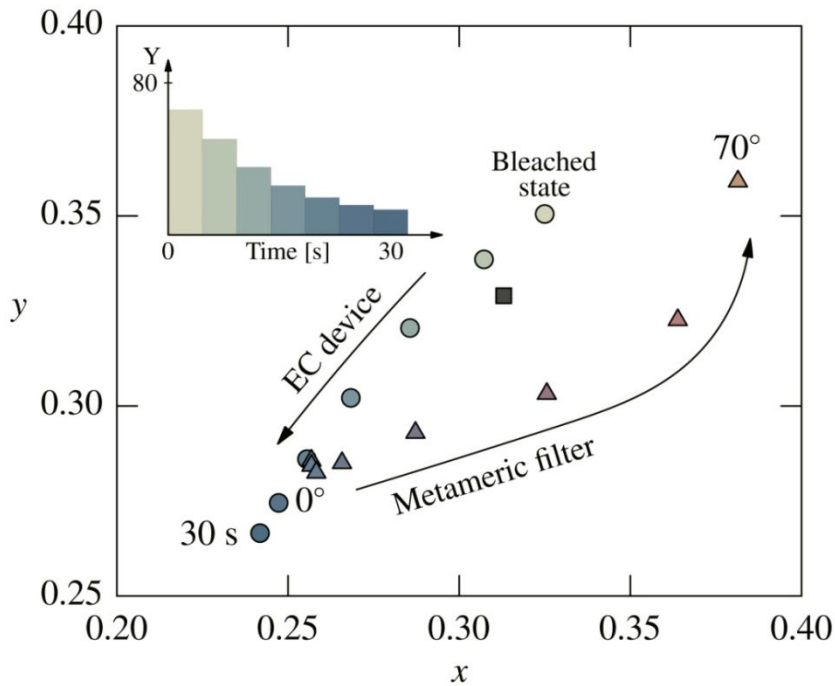 0.40
Y
80
0
Time [s]
30
Bleached
state
70°
0.35
y
EC device
0.30
Metameric filter
0°
30 s
0.25
0.20
0.25
0.30
0.35
0.40
x